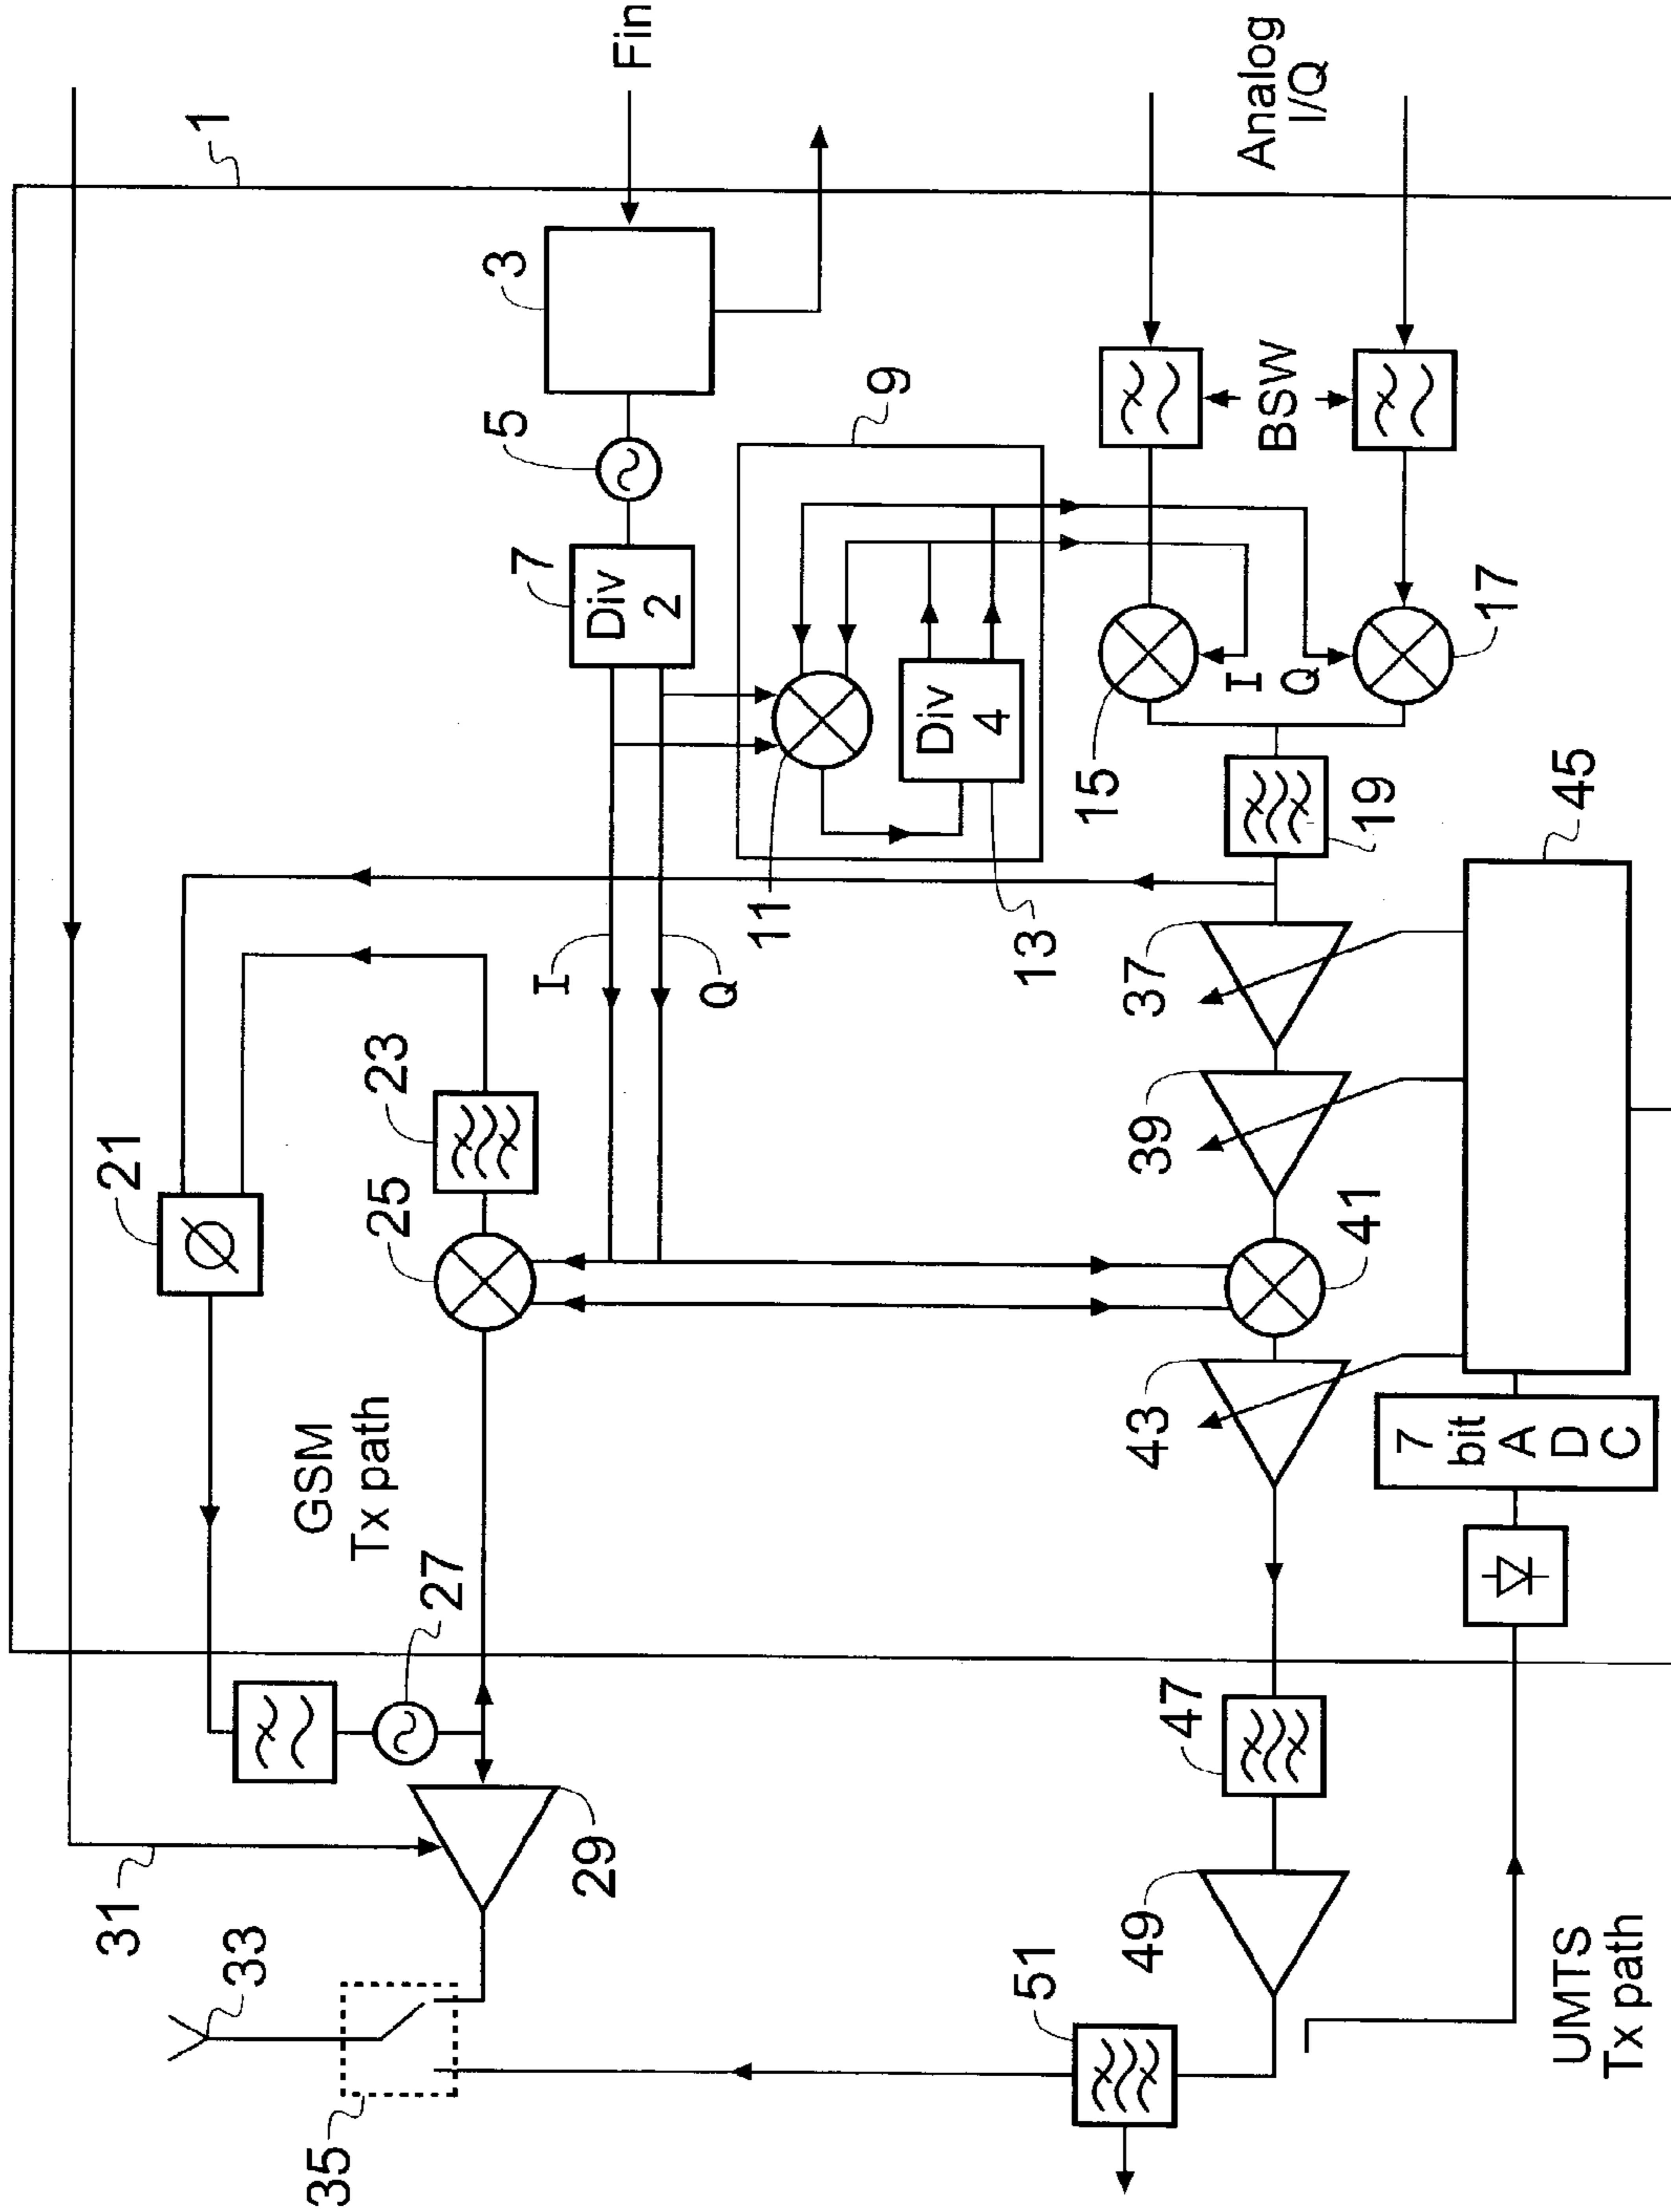 31
33
35
29
27
GSM
Tx path
21
25
23
I
Q
7
Div
2
5
3
Fin
1
9
11
Div
4
13
15
I
Q
17
BSW
Analog
I/Q
19
37
39
41
43
45
7
bit
A
D
C
47
49
51
UMTS
Tx path